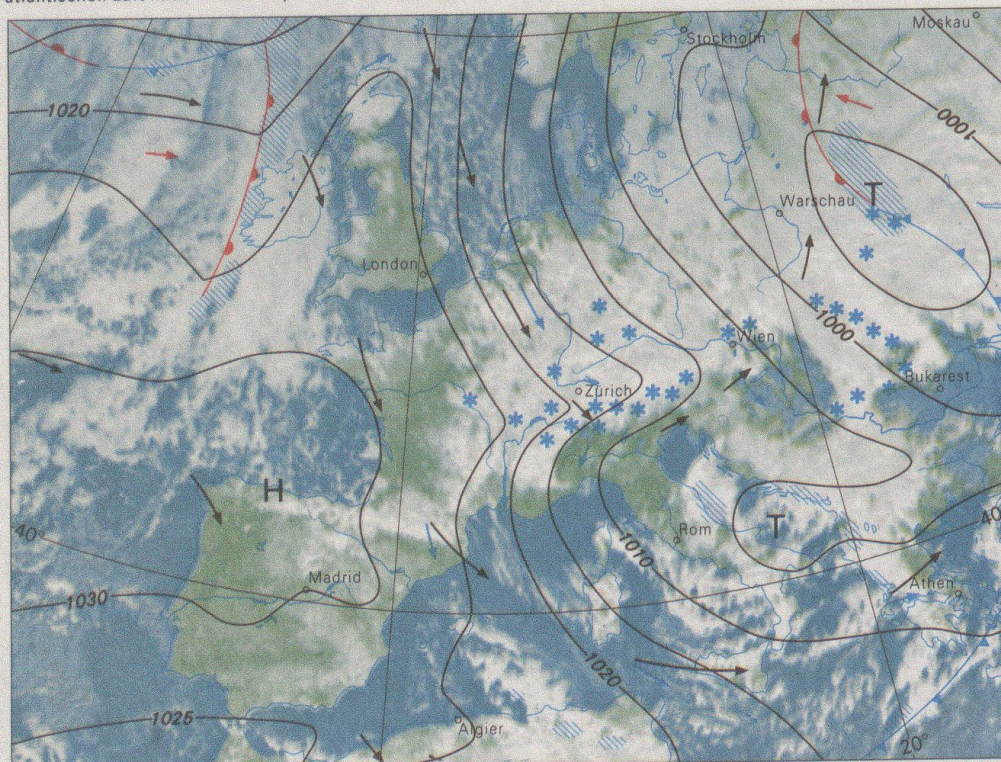 Moskau
Stockholm
1020
1000
Warschau
T
London
1000
Wien
Zürich
Bukarest
H
40°
40
T
Rom
1010
Madrid
Athen
1030
1020
1025
Algier
20°